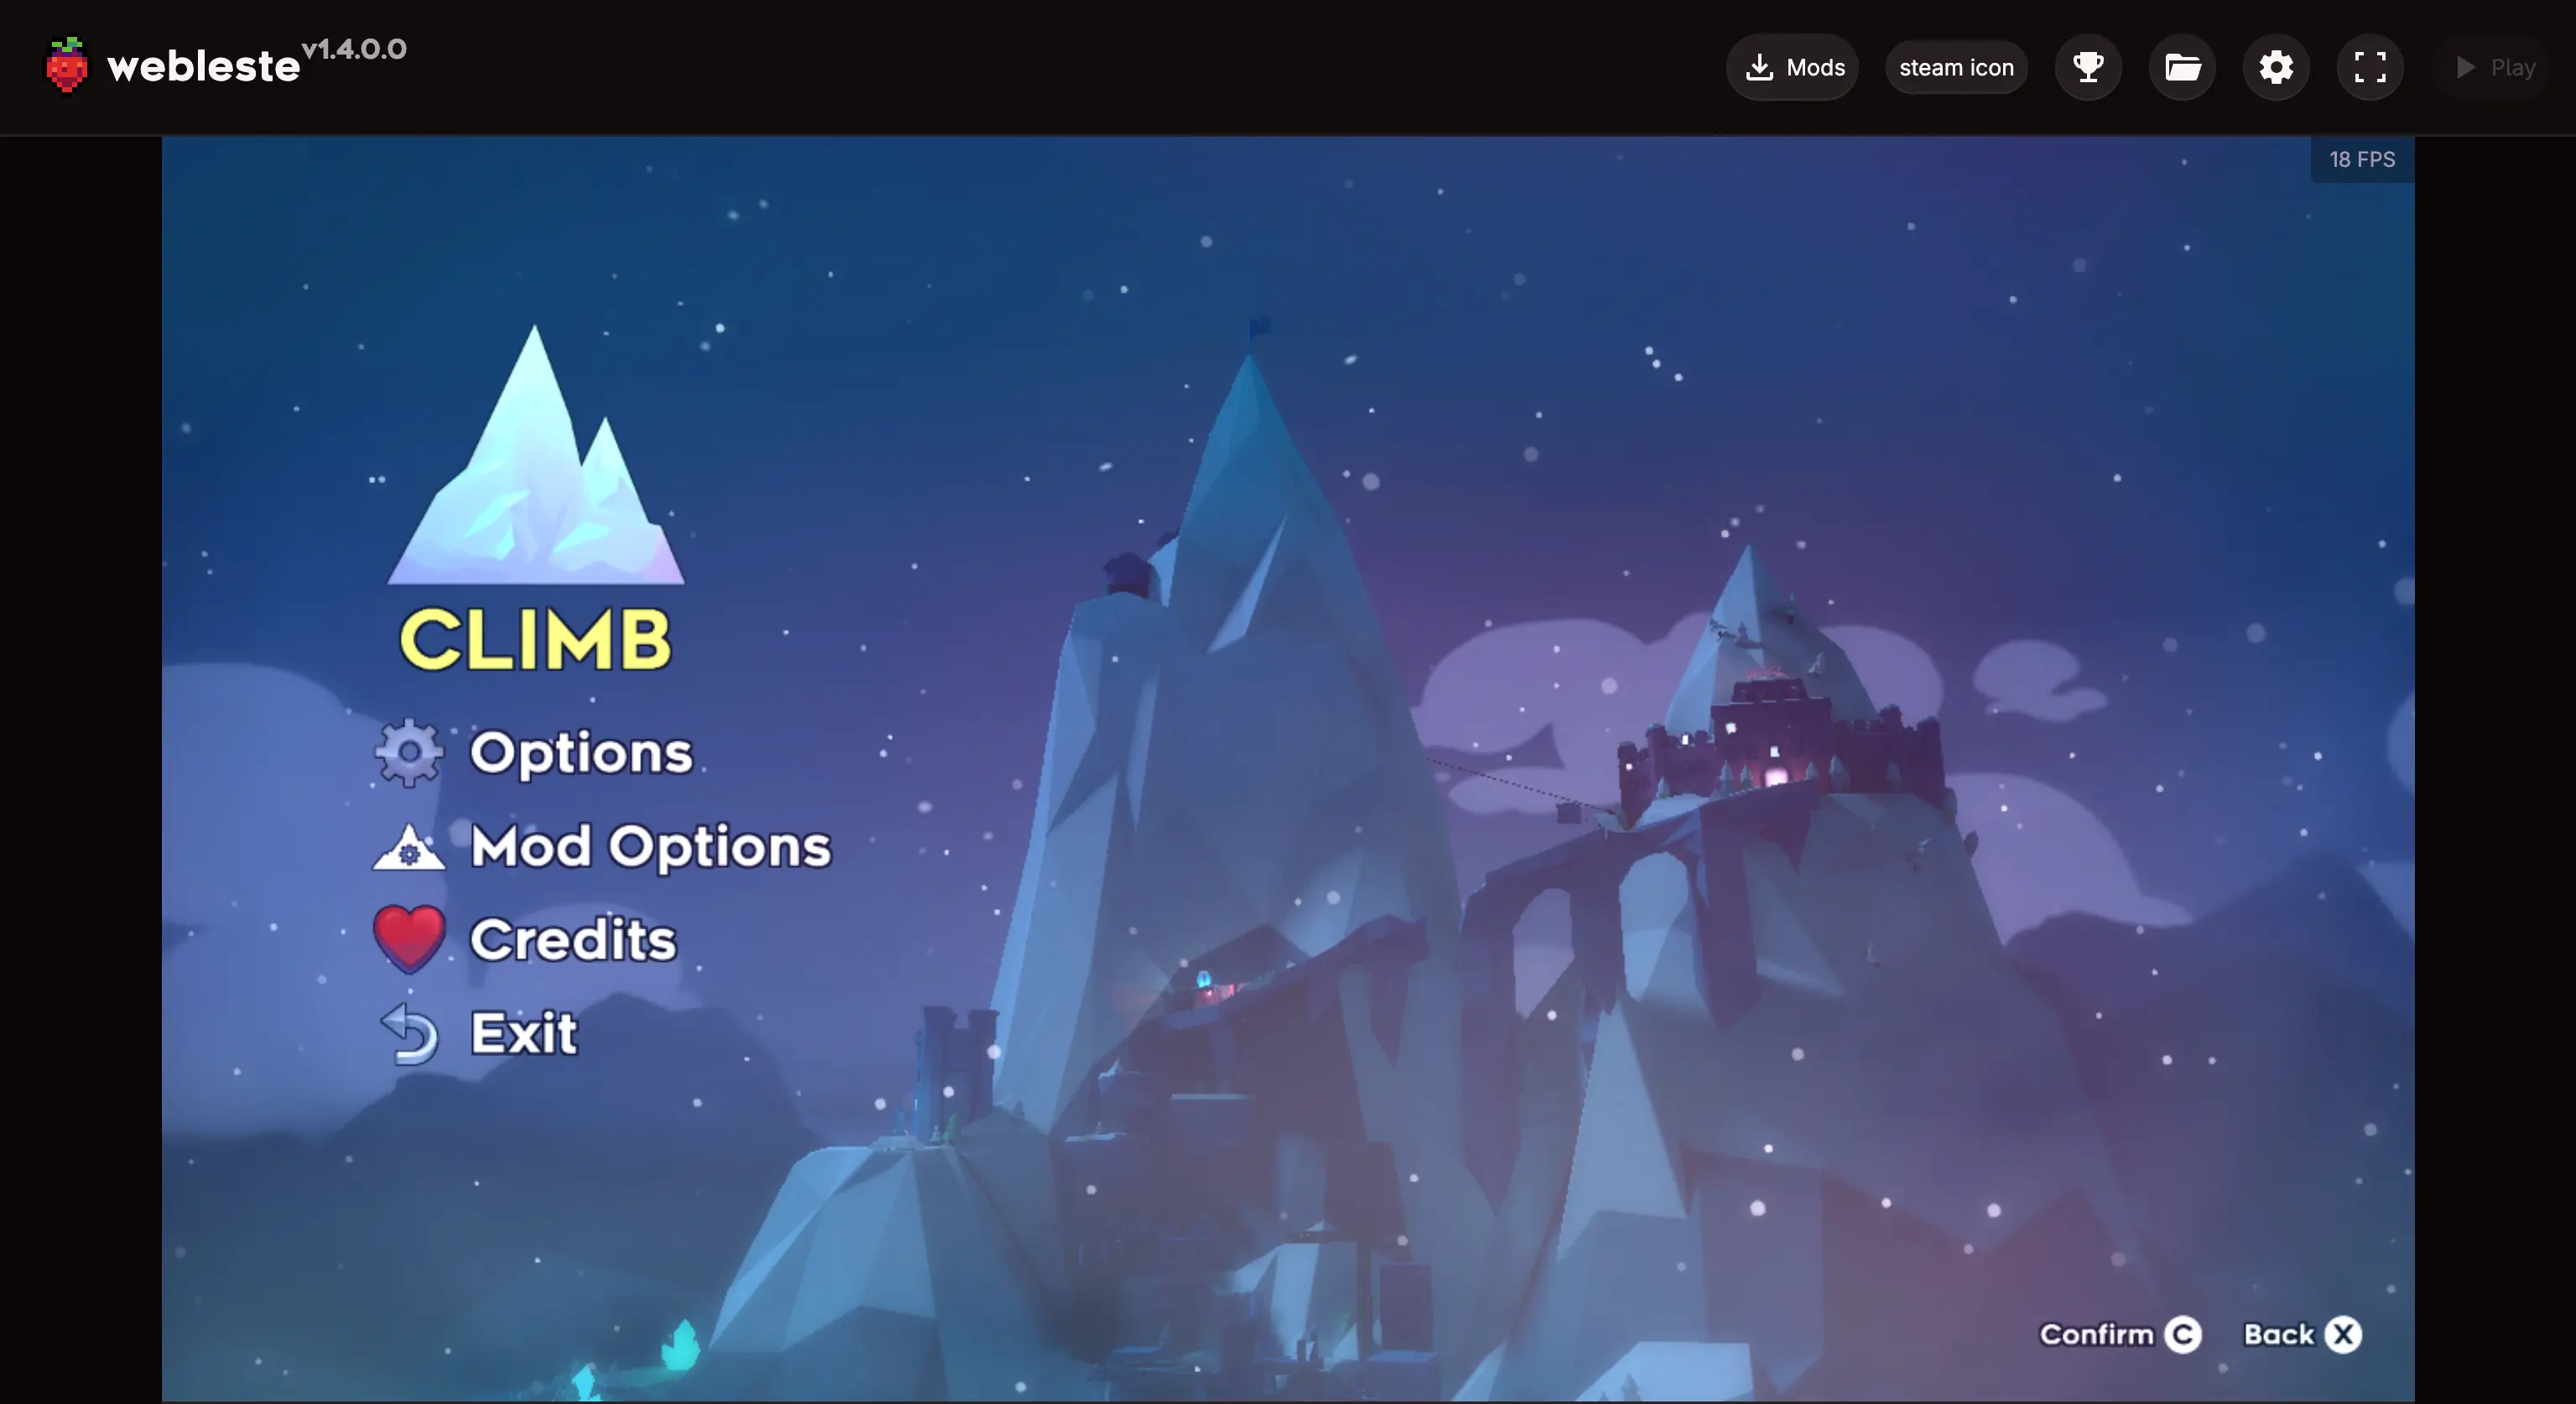 webleste v1.4.0.0
Mods
steam icon
Play
18 FPS
CLIMB
Options
Mod Options
Credits
Exit
Confirm C
Back X